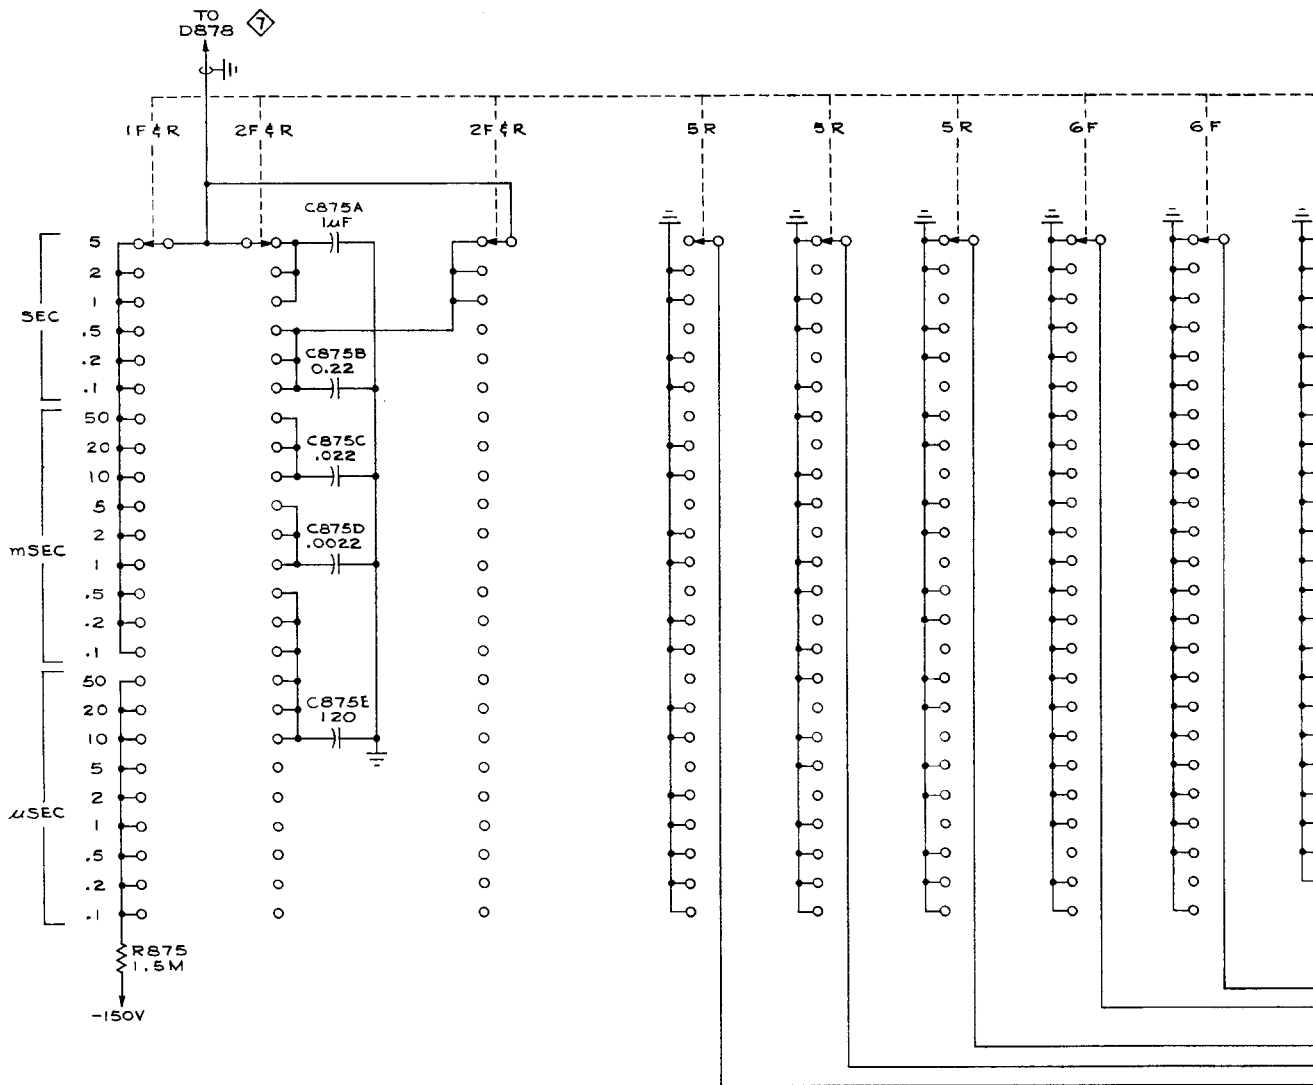 TO
D878
7
1F & R
2F & R
2F & R
5R
5R
5R
6F
6F
C875A
1µF
SEC
5
2
1
.5
.2
.1
C875B
0.22
mSEC
50
20
10
5
2
1
.5
.2
.1
C875C
.022
C875D
.0022
µSEC
50
20
10
5
2
1
.5
.2
.1
C875E
120
R875
1.5M
-150V